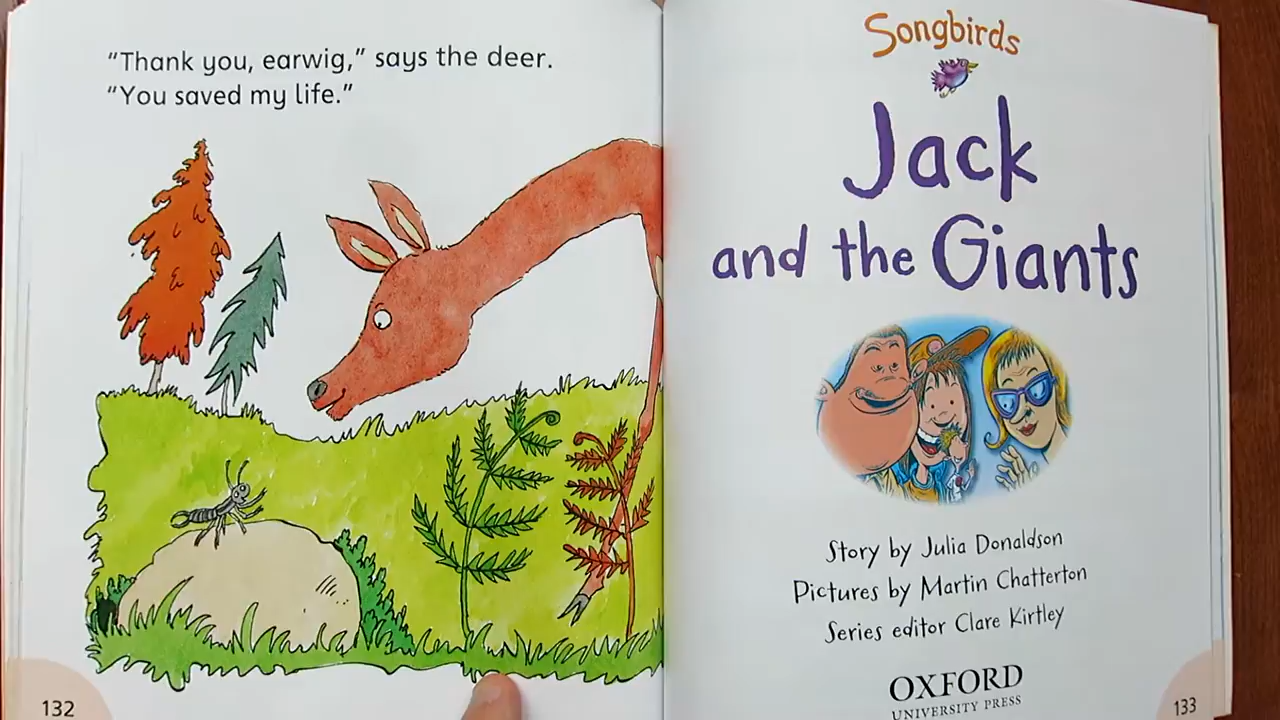 “Thank you, earwig,” says the deer.
“You saved my life.”
132
Songbirds
Jack
and the Giants
Story by Julia Donaldson
Pictures by Martin Chatterton
Series editor Clare Kirtley
OXFORD
UNIVERSITY PRESS
133